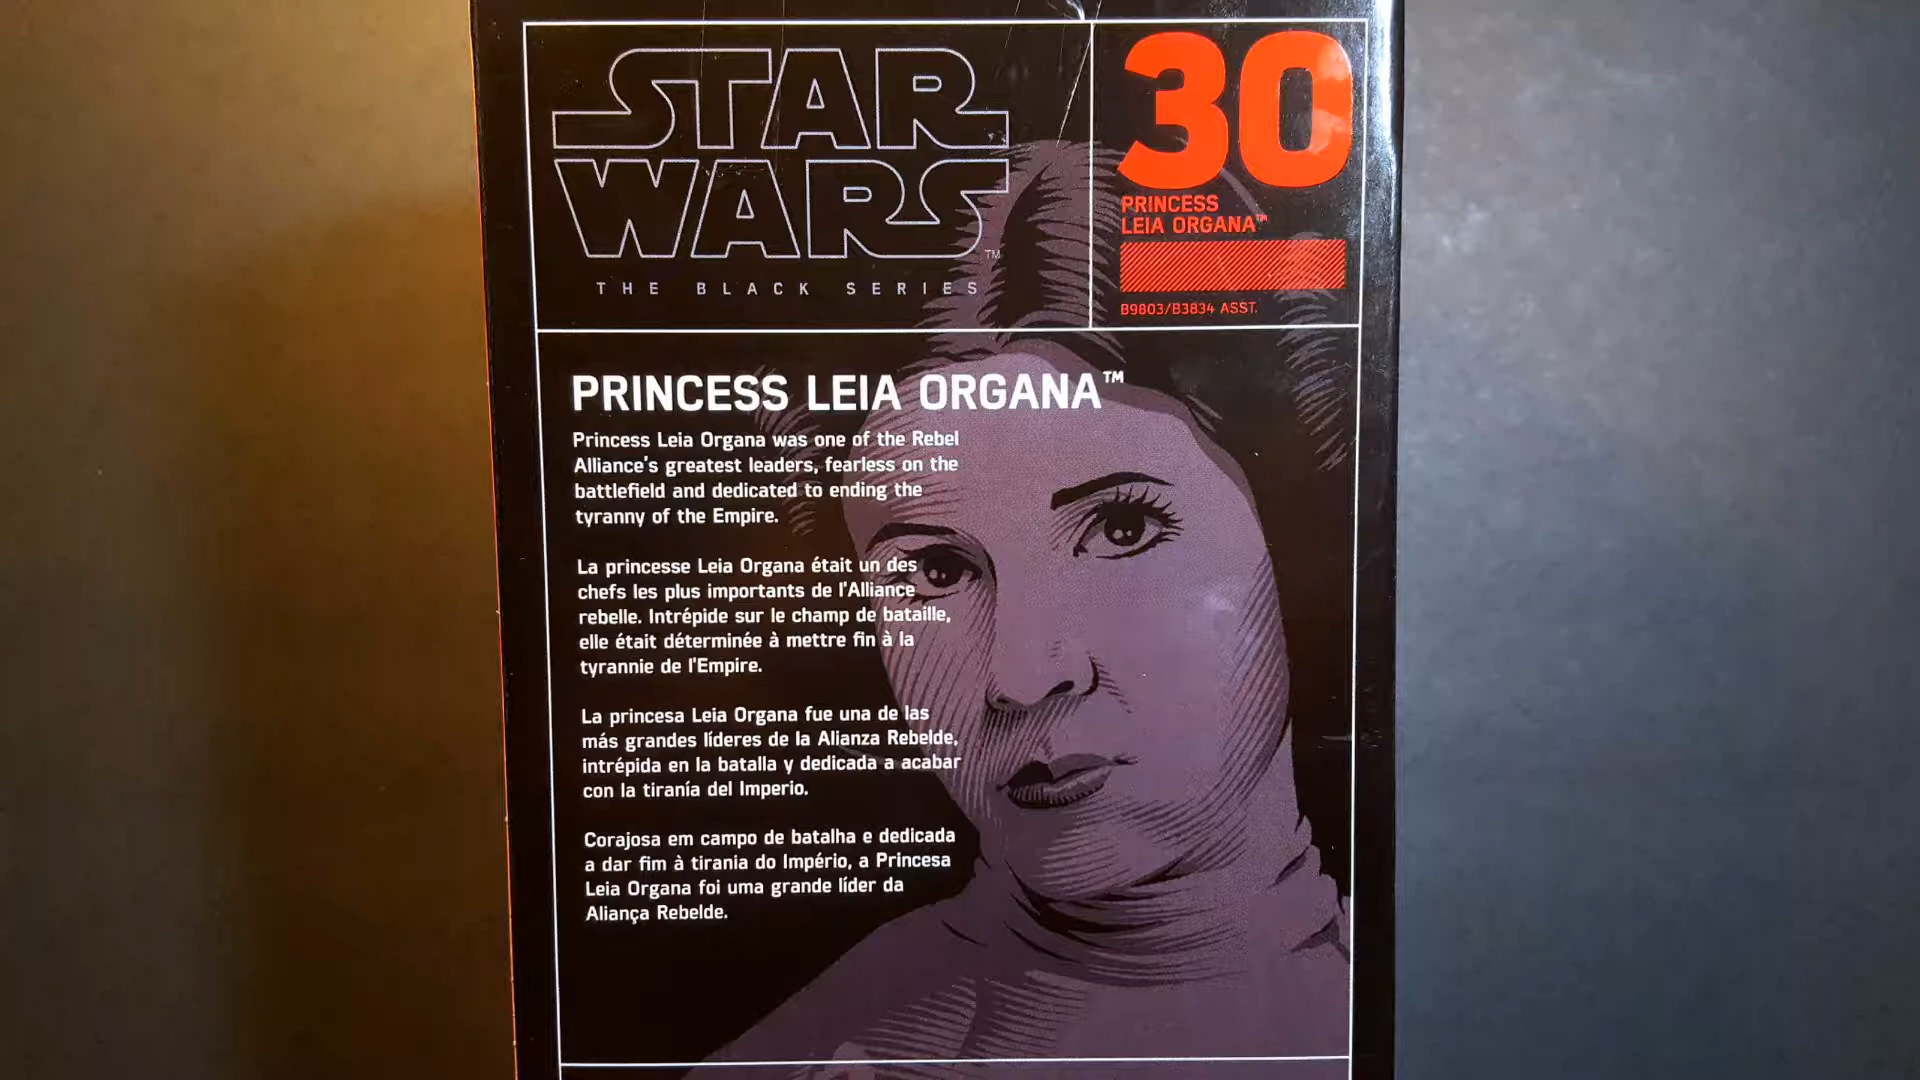 STAR
WARS™
THE BLACK SERIES
30
PRINCESS
LEIA ORGANA™
B9803/B3834 ASST.
PRINCESS LEIA ORGANA™
Princess Leia Organa was one of the Rebel
Alliance's greatest leaders, fearless on the
battlefield and dedicated to ending the
tyranny of the Empire.
La princesse Leia Organa était un des
chefs les plus importants de l'Alliance
rebelle. Intrépide sur le champ de bataille,
elle était déterminée à mettre fin à la
tyrannie de l'Empire.
La princesa Leia Organa fue una de las
más grandes líderes de la Alianza Rebelde,
intrépida en la batalla y dedicada a acabar
con la tiranía del Imperio.
Corajosa em campo de batalha e dedicada
a dar fim à tirania do Império, a Princesa
Leia Organa foi uma grande líder da
Aliança Rebelde.